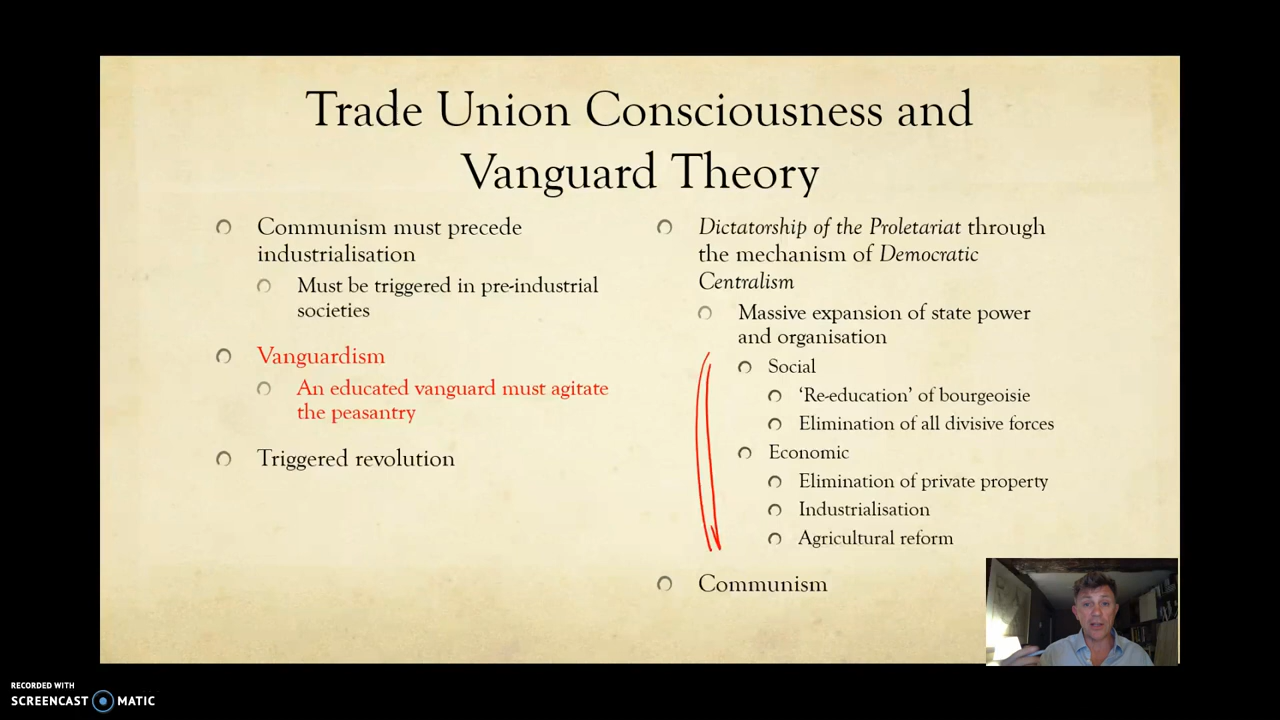 Trade Union Consciousness and
Vanguard Theory
Communism must precede
industrialisation
Must be triggered in pre-industrial
societies
Vanguardism
An educated vanguard must agitate
the peasantry
Triggered revolution
Dictatorship of the Proletariat through
the mechanism of Democratic
Centralism
Massive expansion of state power
and organisation
Social
‘Re-education’ of bourgeoisie
Elimination of all divisive forces
Economic
Elimination of private property
Industrialisation
Agricultural reform
Communism
RECORDED WITH
SCREENCAST MATIC